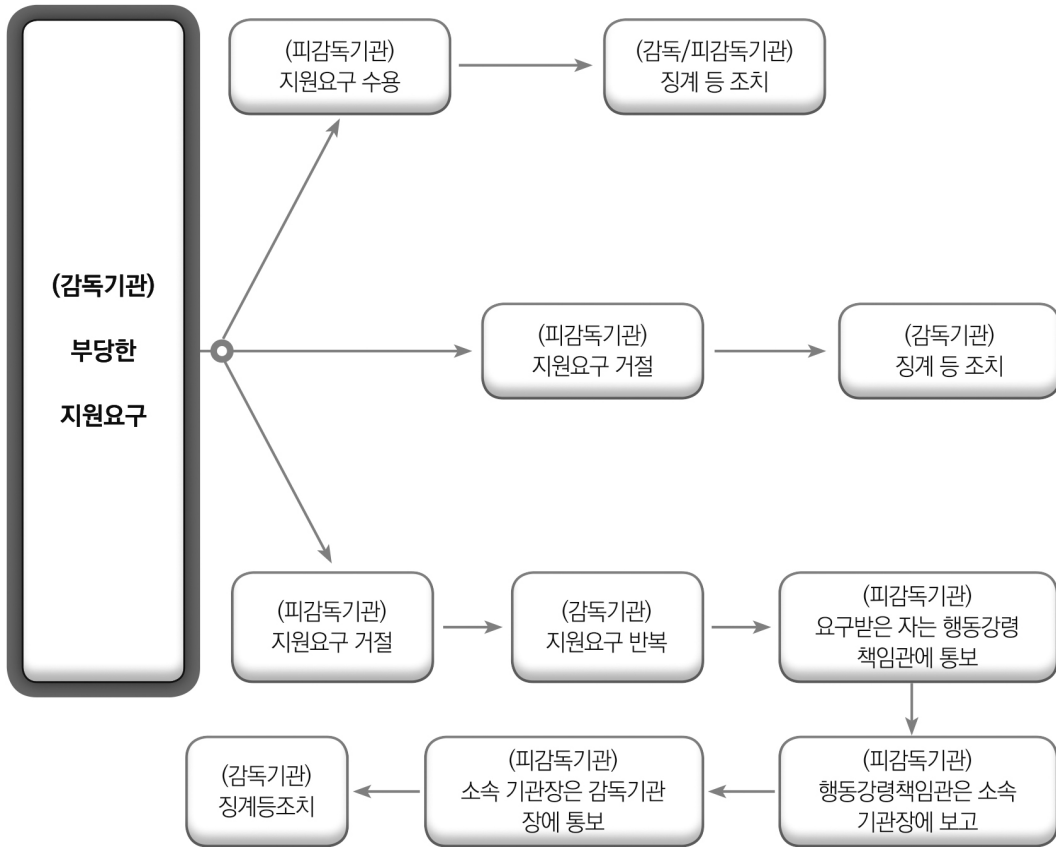 (감독기관)
부당한
지원요구
(피감독기관)
지원요구 수용
(감독/피감독기관)
징계 등 조치
(피감독기관)
지원요구 거절
(감독기관)
징계 등 조치
(피감독기관)
지원요구 거절
(감독기관)
지원요구 반복
(피감독기관)
요구받은 자는 행동강령
책임관에 통보
(피감독기관)
행동강령책임관은 소속
기관장에 보고
(피감독기관)
소속 기관장은 감독기관
장에 통보
(감독기관)
징계등조치